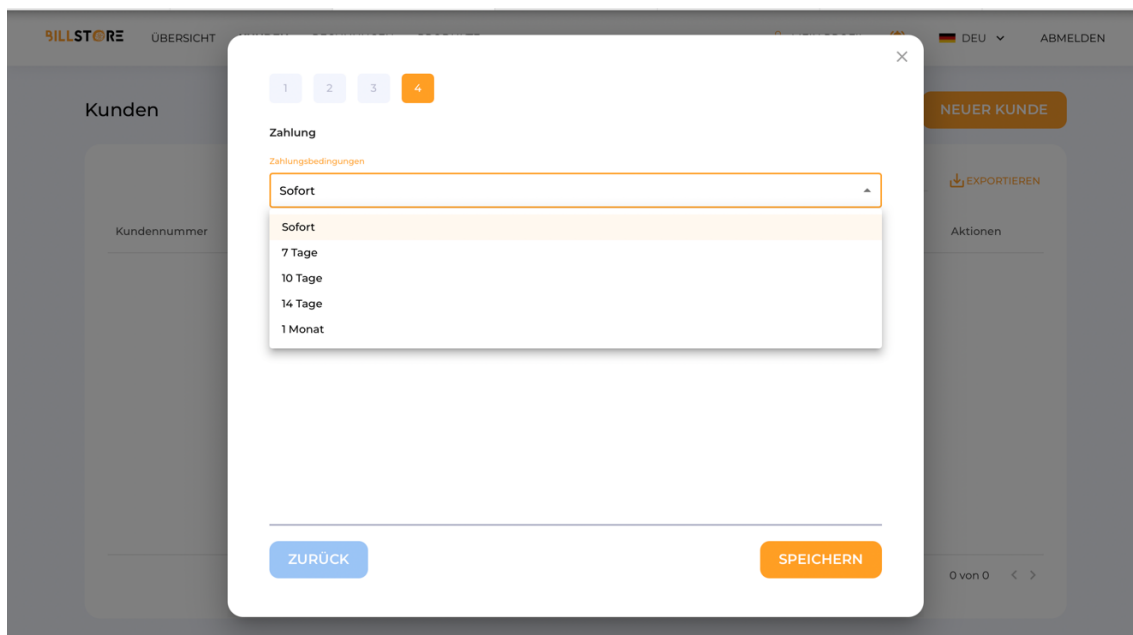 BILLSTORE ÜBERSICHT DEU ABMELDEN
1 2 3 4
Kunden NEUER KUNDE
Zahlung
Zahlungsbedingungen
Sofort
EXPORTIEREN
Kundennummer Aktionen
Sofort
7 Tage
10 Tage
14 Tage
1 Monat
ZURÜCK SPEICHERN
0 von 0